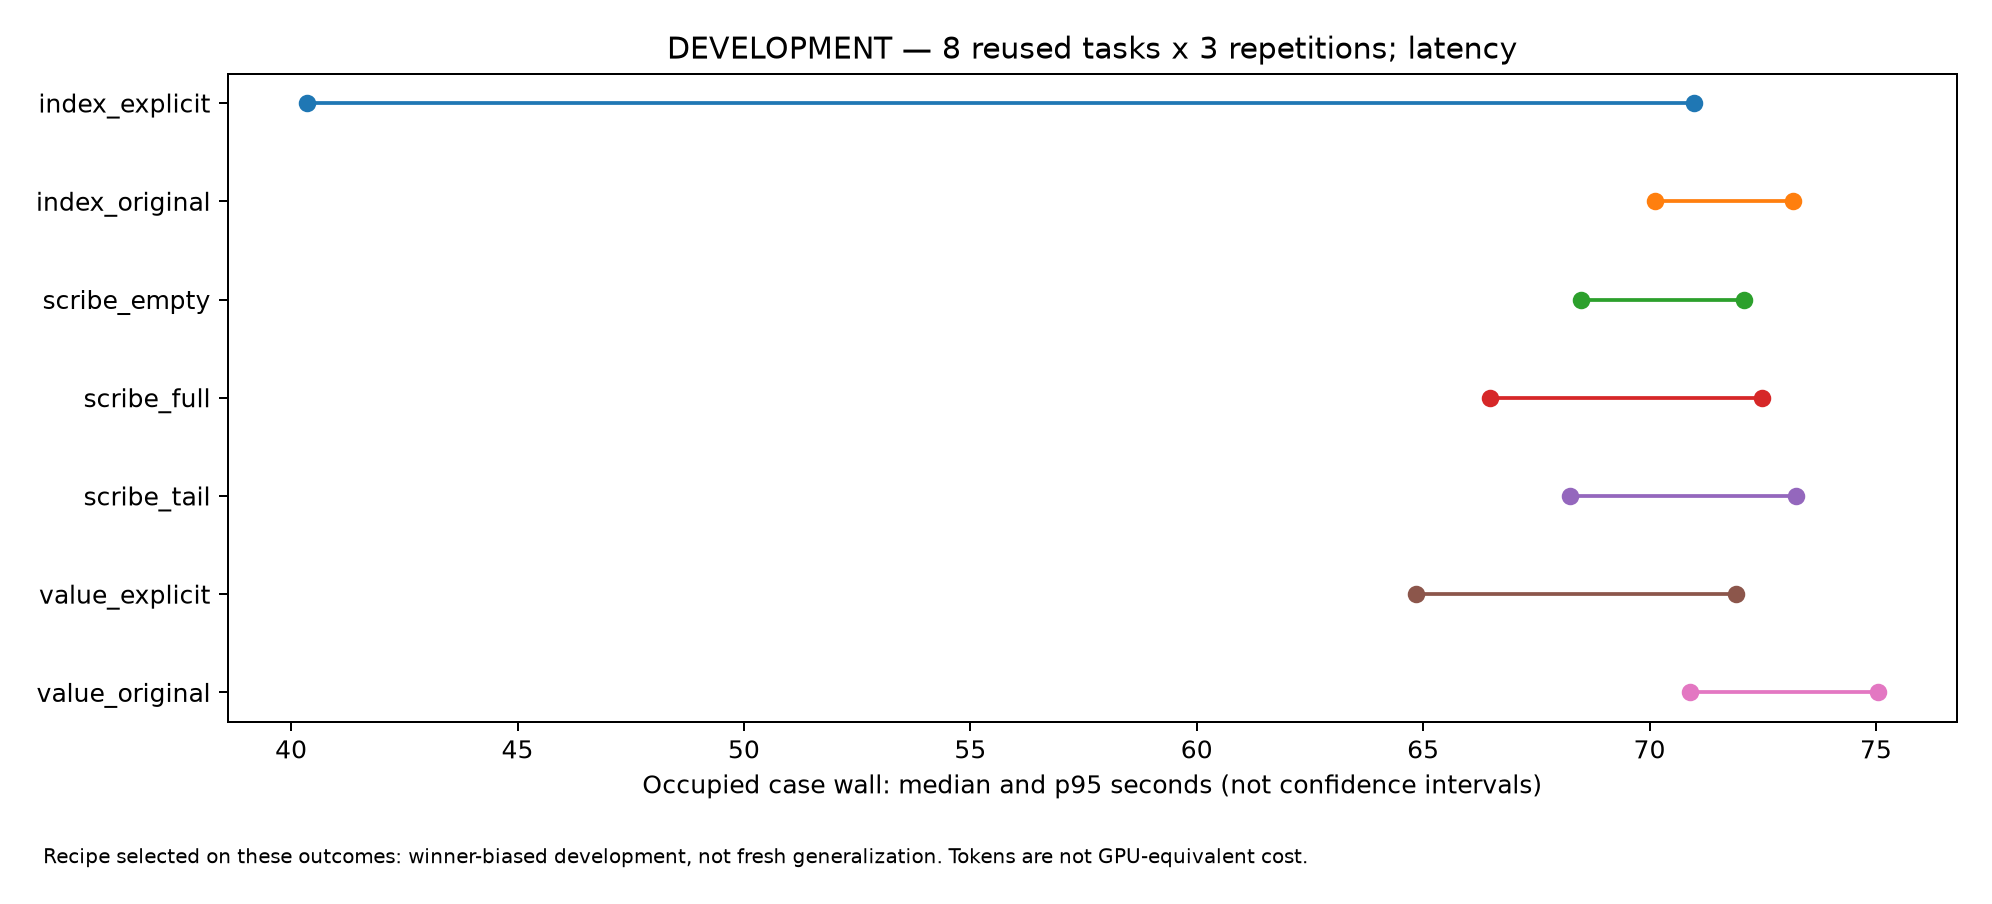 DEVELOPMENT — 8 reused tasks x 3 repetitions; latency
index_explicit
index_original
scribe_empty
scribe_full
scribe_tail
value_explicit
value_original
40 45 50 55 60 65 70 75
Occupied case wall: median and p95 seconds (not confidence intervals)
Recipe selected on these outcomes: winner-biased development, not fresh generalization. Tokens are not GPU-equivalent cost.